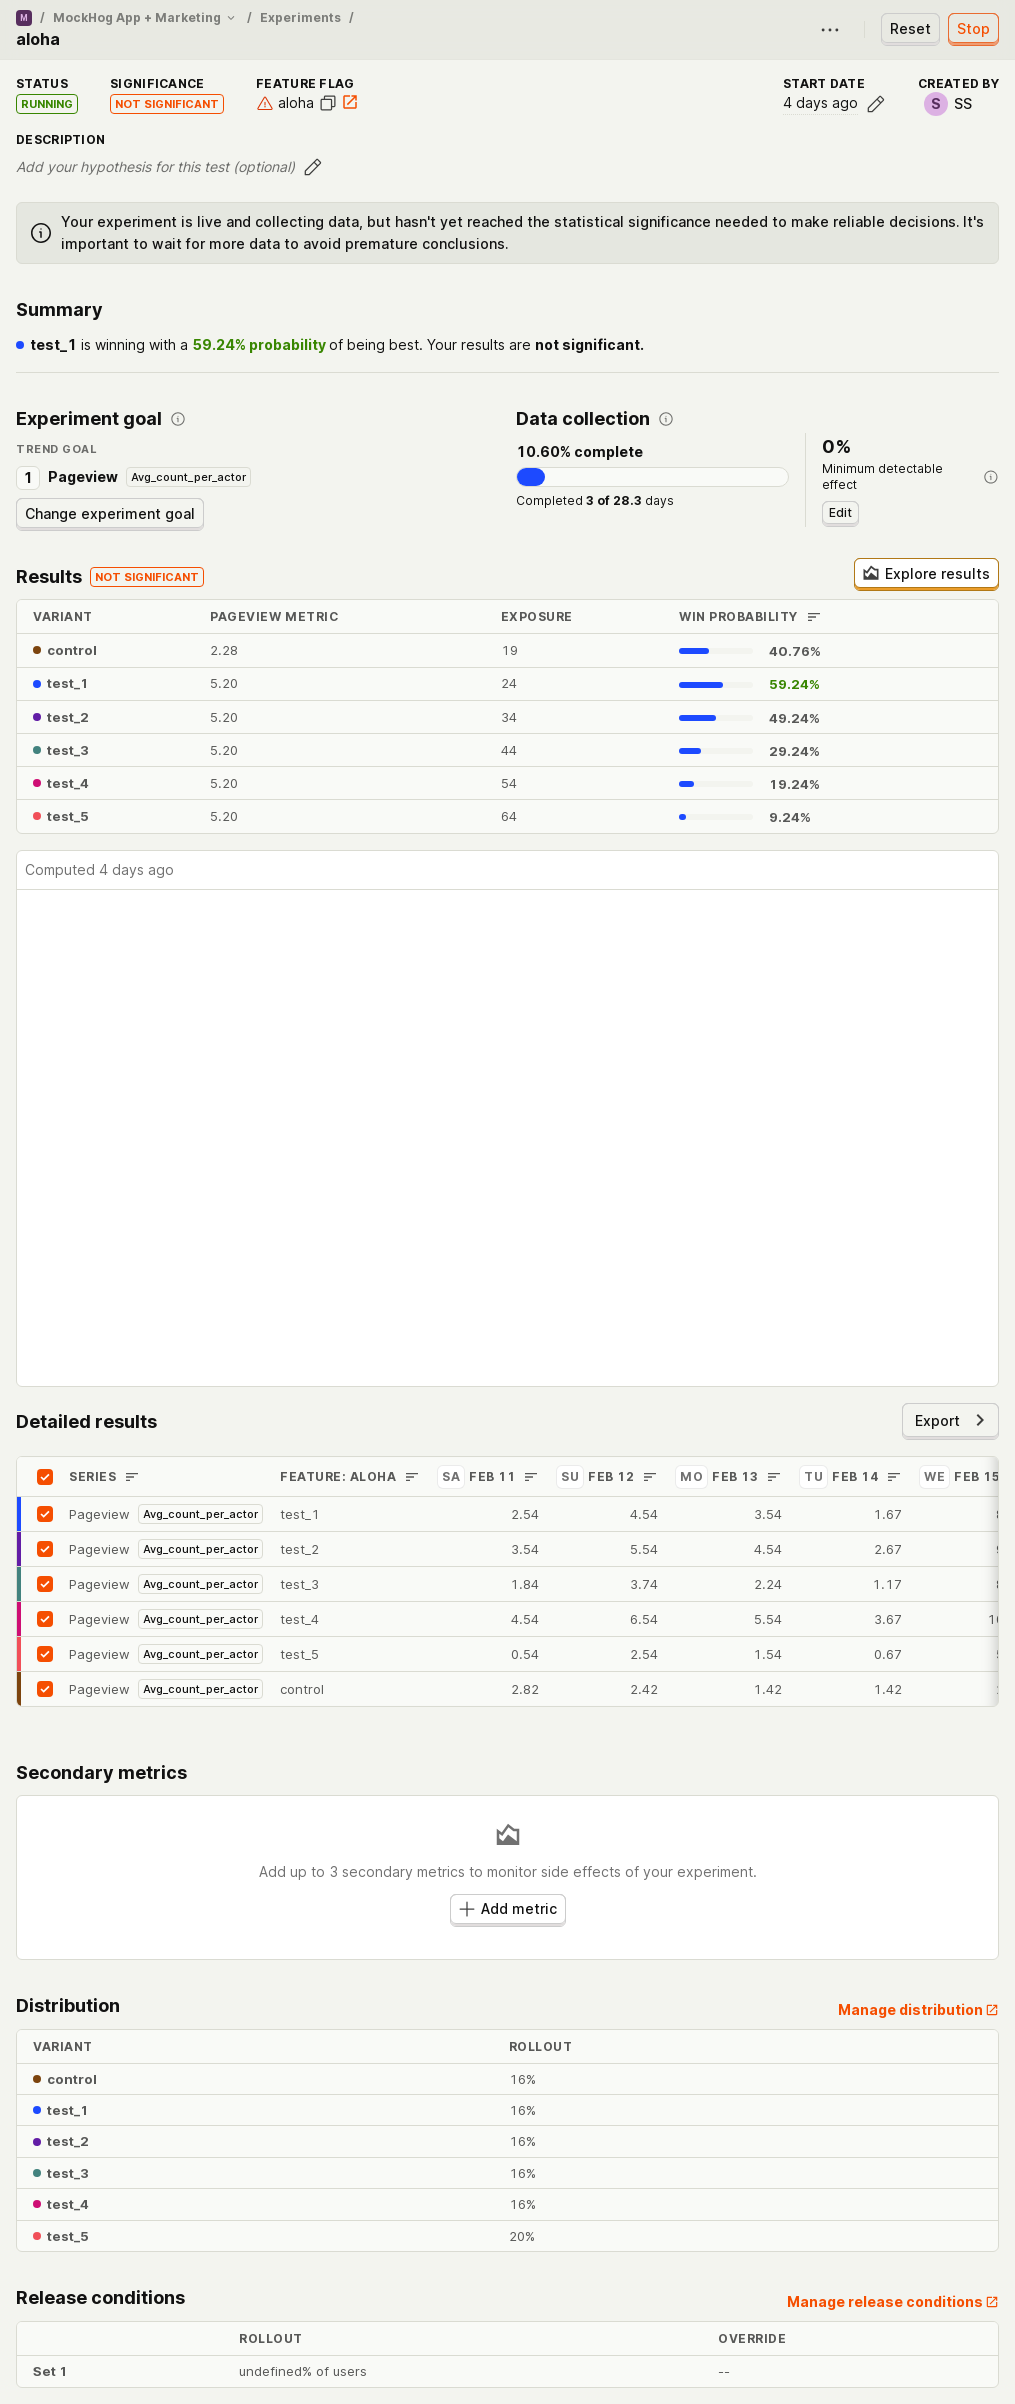 M / MockHog App + Marketing / Experiments /
aloha
Reset Stop
STATUS SIGNIFICANCE FEATURE FLAG START DATE CREATED BY
RUNNING NOT SIGNIFICANT aloha 4 days ago S SS
DESCRIPTION
Add your hypothesis for this test (optional)
Your experiment is live and collecting data, but hasn't yet reached the statistical significance needed to make reliable decisions. It's
important to wait for more data to avoid premature conclusions.
Summary
test_1 is winning with a 59.24% probability of being best. Your results are not significant.
Experiment goal
TREND GOAL
1 Pageview Avg_count_per_actor
Change experiment goal
Data collection
10.60% complete
Completed 3 of 28.3 days
0%
Minimum detectable
effect
Edit
Results NOT SIGNIFICANT Explore results
VARIANT PAGEVIEW METRIC EXPOSURE WIN PROBABILITY
control 2.28 19 40.76%
test_1 5.20 24 59.24%
test_2 5.20 34 49.24%
test_3 5.20 44 29.24%
test_4 5.20 54 19.24%
test_5 5.20 64 9.24%
Computed 4 days ago
Detailed results Export
SERIES FEATURE: ALOHA SA FEB 11 SU FEB 12 MO FEB 13 TU FEB 14 WE FEB 15
Pageview Avg_count_per_actor test_1 2.54 4.54 3.54 1.67
Pageview Avg_count_per_actor test_2 3.54 5.54 4.54 2.67
Pageview Avg_count_per_actor test_3 1.84 3.74 2.24 1.17
Pageview Avg_count_per_actor test_4 4.54 6.54 5.54 3.67
Pageview Avg_count_per_actor test_5 0.54 2.54 1.54 0.67
Pageview Avg_count_per_actor control 2.82 2.42 1.42 1.42
Secondary metrics
Add up to 3 secondary metrics to monitor side effects of your experiment.
Add metric
Distribution Manage distribution
VARIANT ROLLOUT
control 16%
test_1 16%
test_2 16%
test_3 16%
test_4 16%
test_5 20%
Release conditions Manage release conditions
ROLLOUT OVERRIDE
Set 1 undefined% of users --